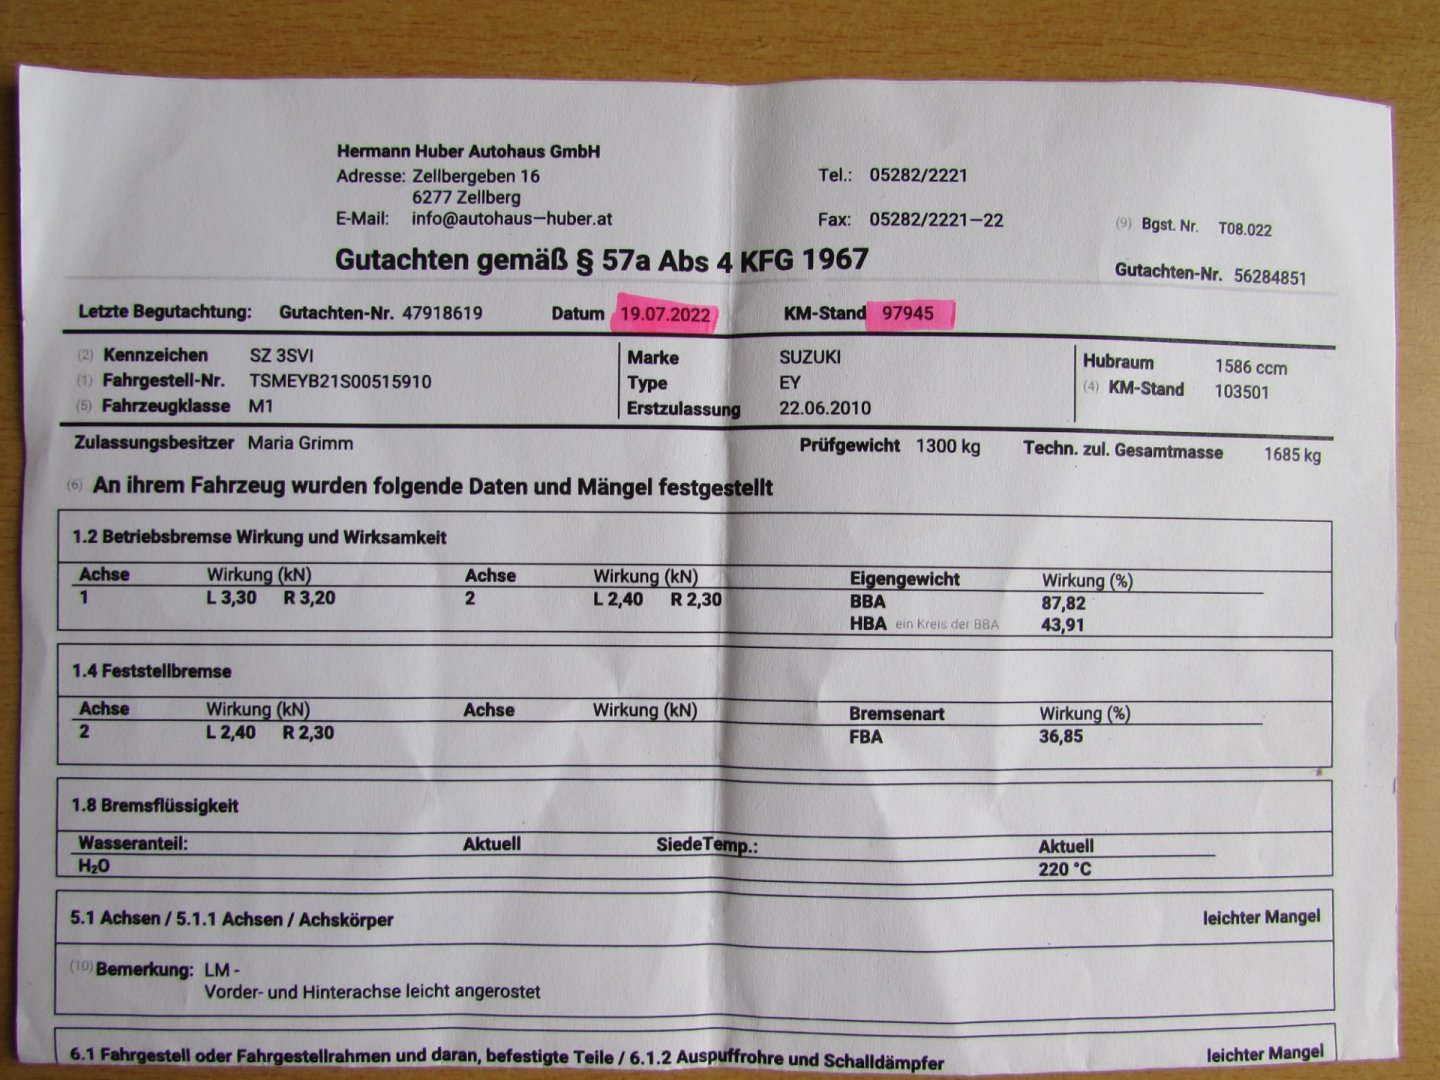 Hermann Huber Autohaus GmbH
Adresse: Zellbergeben 16 Tel.: 05282/2221
6277 Zellberg
E-Mail: info@autohaus—huber.at Fax: 05282/2221—22 (9) Bgst. Nr. T08.022
Gutachten gemäß § 57a Abs 4 KFG 1967 Gutachten-Nr. 56284851
Letzte Begutachtung: Gutachten-Nr. 47918619 Datum 19.07.2022 KM-Stand 97945
(2) Kennzeichen SZ 3SVI Marke SUZUKI Hubraum 1586 ccm
(1) Fahrgestell-Nr. TSMEYB21S00515910 Type EY (4) KM-Stand 103501
(5) Fahrzeugklasse M1 Erstzulassung 22.06.2010
Zulassungsbesitzer Maria Grimm Prüfgewicht 1300 kg Techn. zul. Gesamtmasse 1685 kg
(6) An ihrem Fahrzeug wurden folgende Daten und Mängel festgestellt
1.2 Betriebsbremse Wirkung und Wirksamkeit
Achse Wirkung (kN) Achse Wirkung (kN) Eigengewicht Wirkung (%)
1 L 3,30 R 3,20 2 L 2,40 R 2,30 BBA 87,82
HBA ein Kreis der BBA 43,91
1.4 Feststellbremse
Achse Wirkung (kN) Achse Wirkung (kN) Bremsenart Wirkung (%)
2 L 2,40 R 2,30 FBA 36,85
1.8 Bremsflüssigkeit
Wasseranteil: Aktuell SiedeTemp.: Aktuell
H₂O 220 °C
5.1 Achsen / 5.1.1 Achsen / Achskörper leichter Mangel
(10) Bemerkung: LM -
Vorder- und Hinterachse leicht angerostet
6.1 Fahrgestell oder Fahrgestellrahmen und daran, befestigte Teile / 6.1.2 Auspuffrohre und Schalldämpfer leichter Mangel